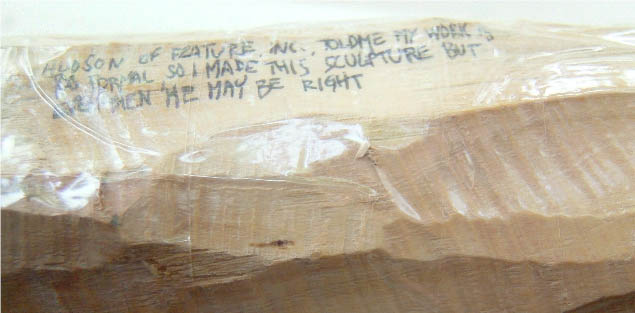 HUDSON OF FEATURE, INC., TOLD ME MY WORK IS
FORMAL SO I MADE THIS SCULPTURE BUT
EVEN THEN HE MAY BE RIGHT